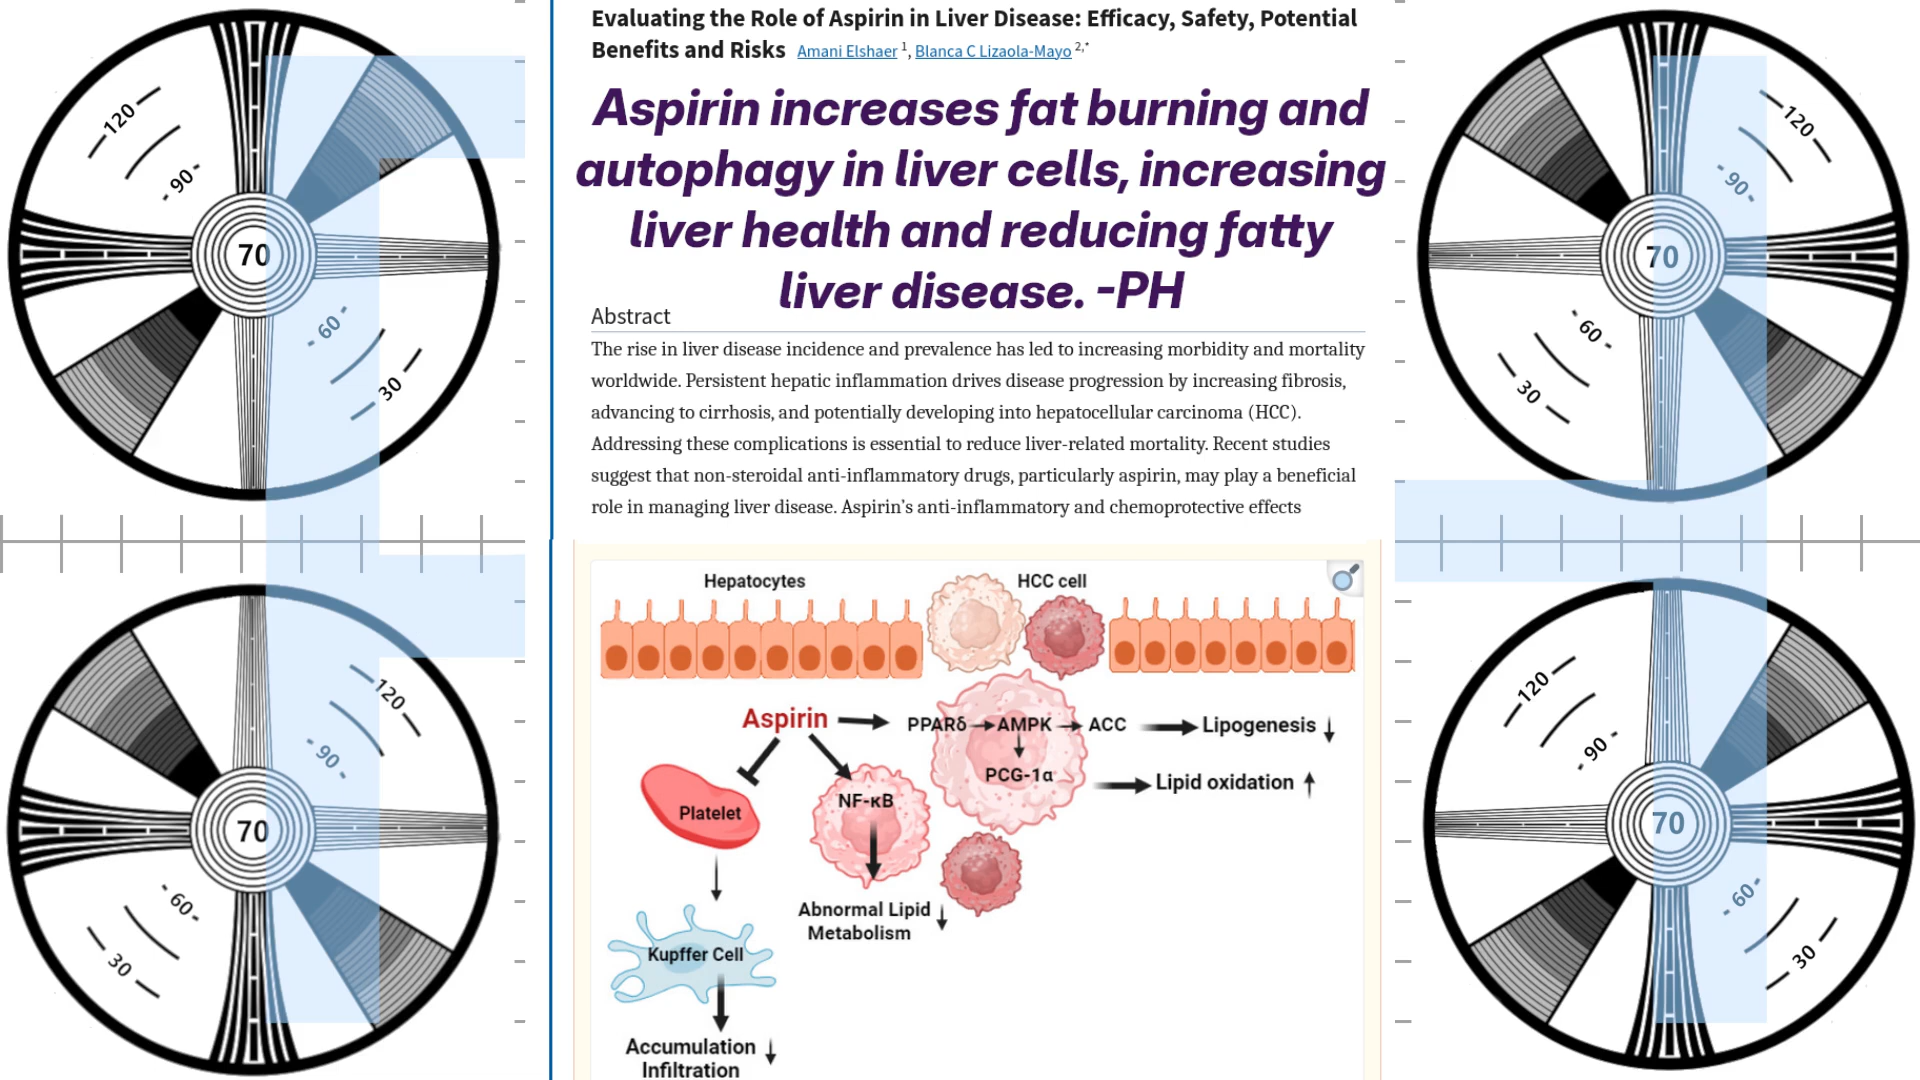 Evaluating the Role of Aspirin in Liver Disease: Efficacy, Safety, Potential
Benefits and Risks Amani Elshaer 1, Blanca C Lizaola-Mayo 2,*
Aspirin increases fat burning and
autophagy in liver cells, increasing
liver health and reducing fatty
liver disease. -PH
Abstract
The rise in liver disease incidence and prevalence has led to increasing morbidity and mortality
worldwide. Persistent hepatic inflammation drives disease progression by increasing fibrosis,
advancing to cirrhosis, and potentially developing into hepatocellular carcinoma (HCC).
Addressing these complications is essential to reduce liver-related mortality. Recent studies
suggest that non-steroidal anti-inflammatory drugs, particularly aspirin, may play a beneficial
role in managing liver disease. Aspirin's anti-inflammatory and chemoprotective effects
Hepatocytes
HCC cell
Aspirin
PPARδ
AMPK
ACC
Lipogenesis
PCG-1α
Lipid oxidation
Platelet
NF-κB
Abnormal Lipid
Metabolism
Kupffer Cell
Accumulation
Infiltration
120
- 90 -
70
- 60 -
30
120
- 90 -
70
- 60 -
30
120
- 90 -
70
- 60 -
30
120
- 90 -
70
- 60 -
30